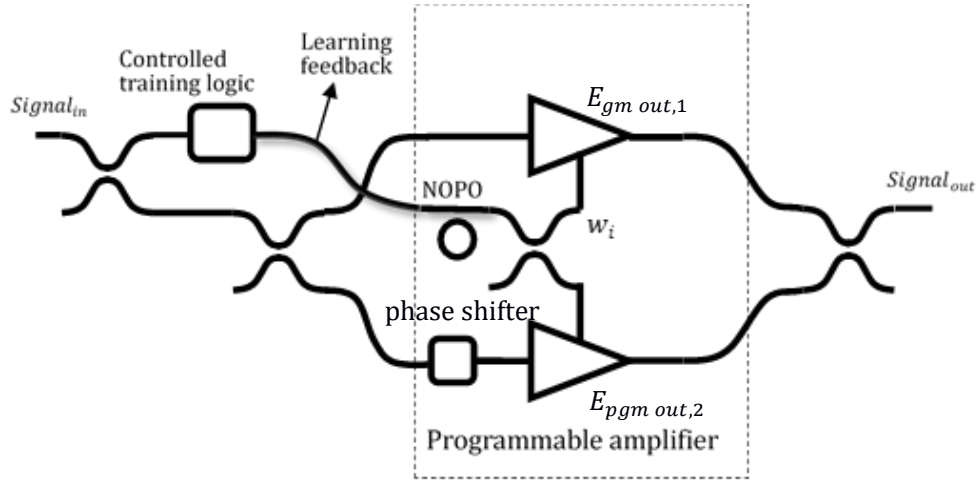 Learning
feedback
Controlled
training logic
Signal_in
E_gm out,1
NOPO
Signal_out
w_i
phase shifter
E_pgm out,2
Programmable amplifier